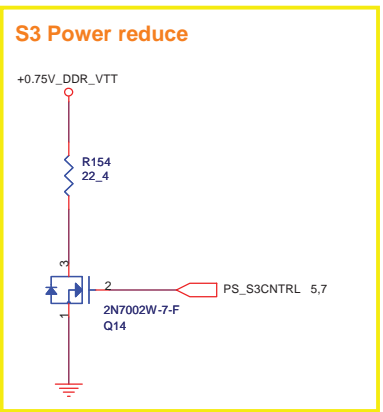 S3 Power reduce
+0.75V_DDR_VTT
R154
22_4
3
2
PS_S3CNTRL 5,7
1
2N7002W-7-F
Q14